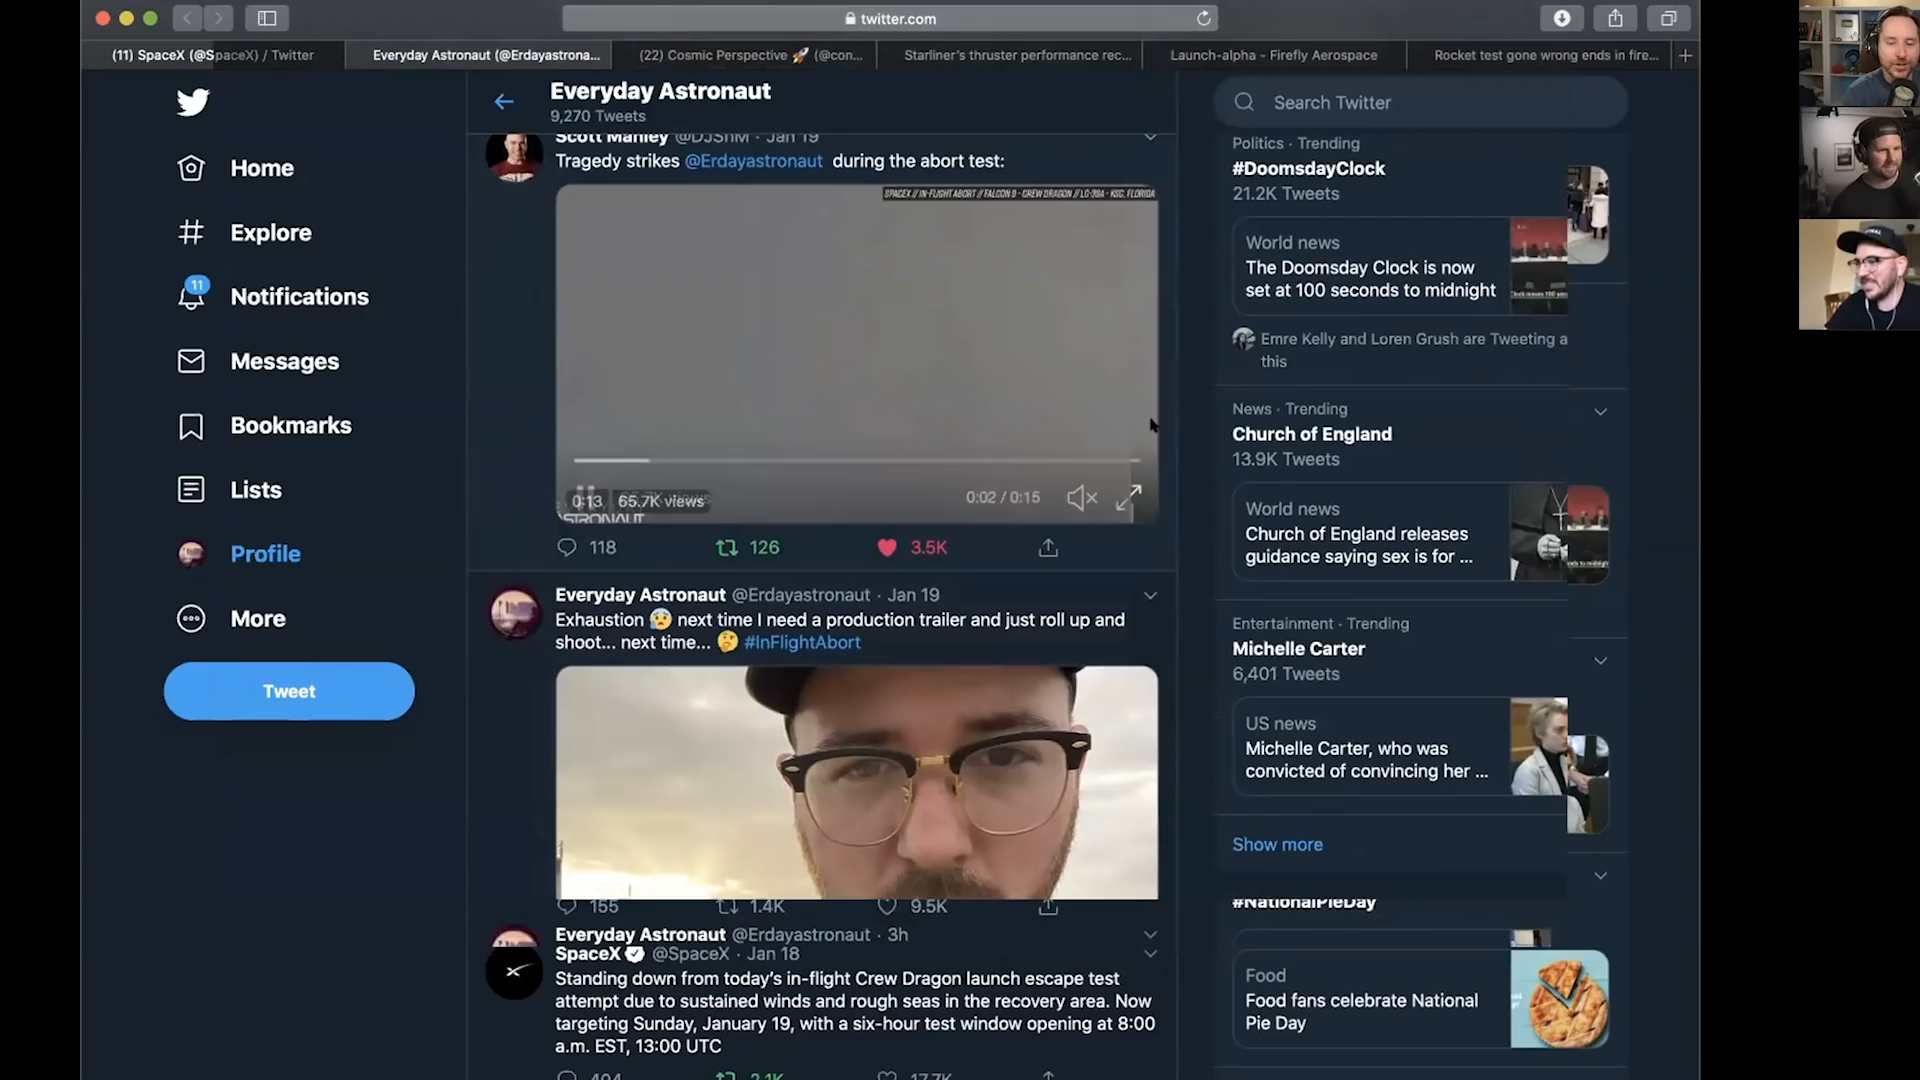 twitter.com
(11) SpaceX (@SpaceX) / Twitter
Everyday Astronaut (@Erdayastrona...
(22) Cosmic Perspective 🚀 (@con...
Starliner's thruster performance rec...
Launch-alpha - Firefly Aerospace
Rocket test gone wrong ends in fire...
Home
Explore
11
Notifications
Messages
Bookmarks
Lists
Profile
More
Tweet
Everyday Astronaut
9,270 Tweets
Scott Manley @DJSnM · Jan 19
Tragedy strikes @Erdayastronaut during the abort test:
SPACEX // IN-FLIGHT ABORT // FALCON 9 - CREW DRAGON // LC-39A - KSC, FLORIDA
0:13 65.7K views
0:02 / 0:15
118 126 3.5K
Everyday Astronaut @Erdayastronaut · Jan 19
Exhaustion 😰 next time I need a production trailer and just roll up and
shoot... next time... 🤔 #InFlightAbort
155 1.4K 9.5K
Everyday Astronaut @Erdayastronaut · 3h
SpaceX @SpaceX · Jan 18
Standing down from today's in-flight Crew Dragon launch escape test
attempt due to sustained winds and rough seas in the recovery area. Now
targeting Sunday, January 19, with a six-hour test window opening at 8:00
a.m. EST, 13:00 UTC
404 2.1K 17.7K
Search Twitter
Politics · Trending
#DoomsdayClock
21.2K Tweets
World news
The Doomsday Clock is now
set at 100 seconds to midnight
Emre Kelly and Loren Grush are Tweeting a
this
News · Trending
Church of England
13.9K Tweets
World news
Church of England releases
guidance saying sex is for ...
Entertainment · Trending
Michelle Carter
6,401 Tweets
US news
Michelle Carter, who was
convicted of convincing her ...
Show more
#NationalPieDay
Food
Food fans celebrate National
Pie Day